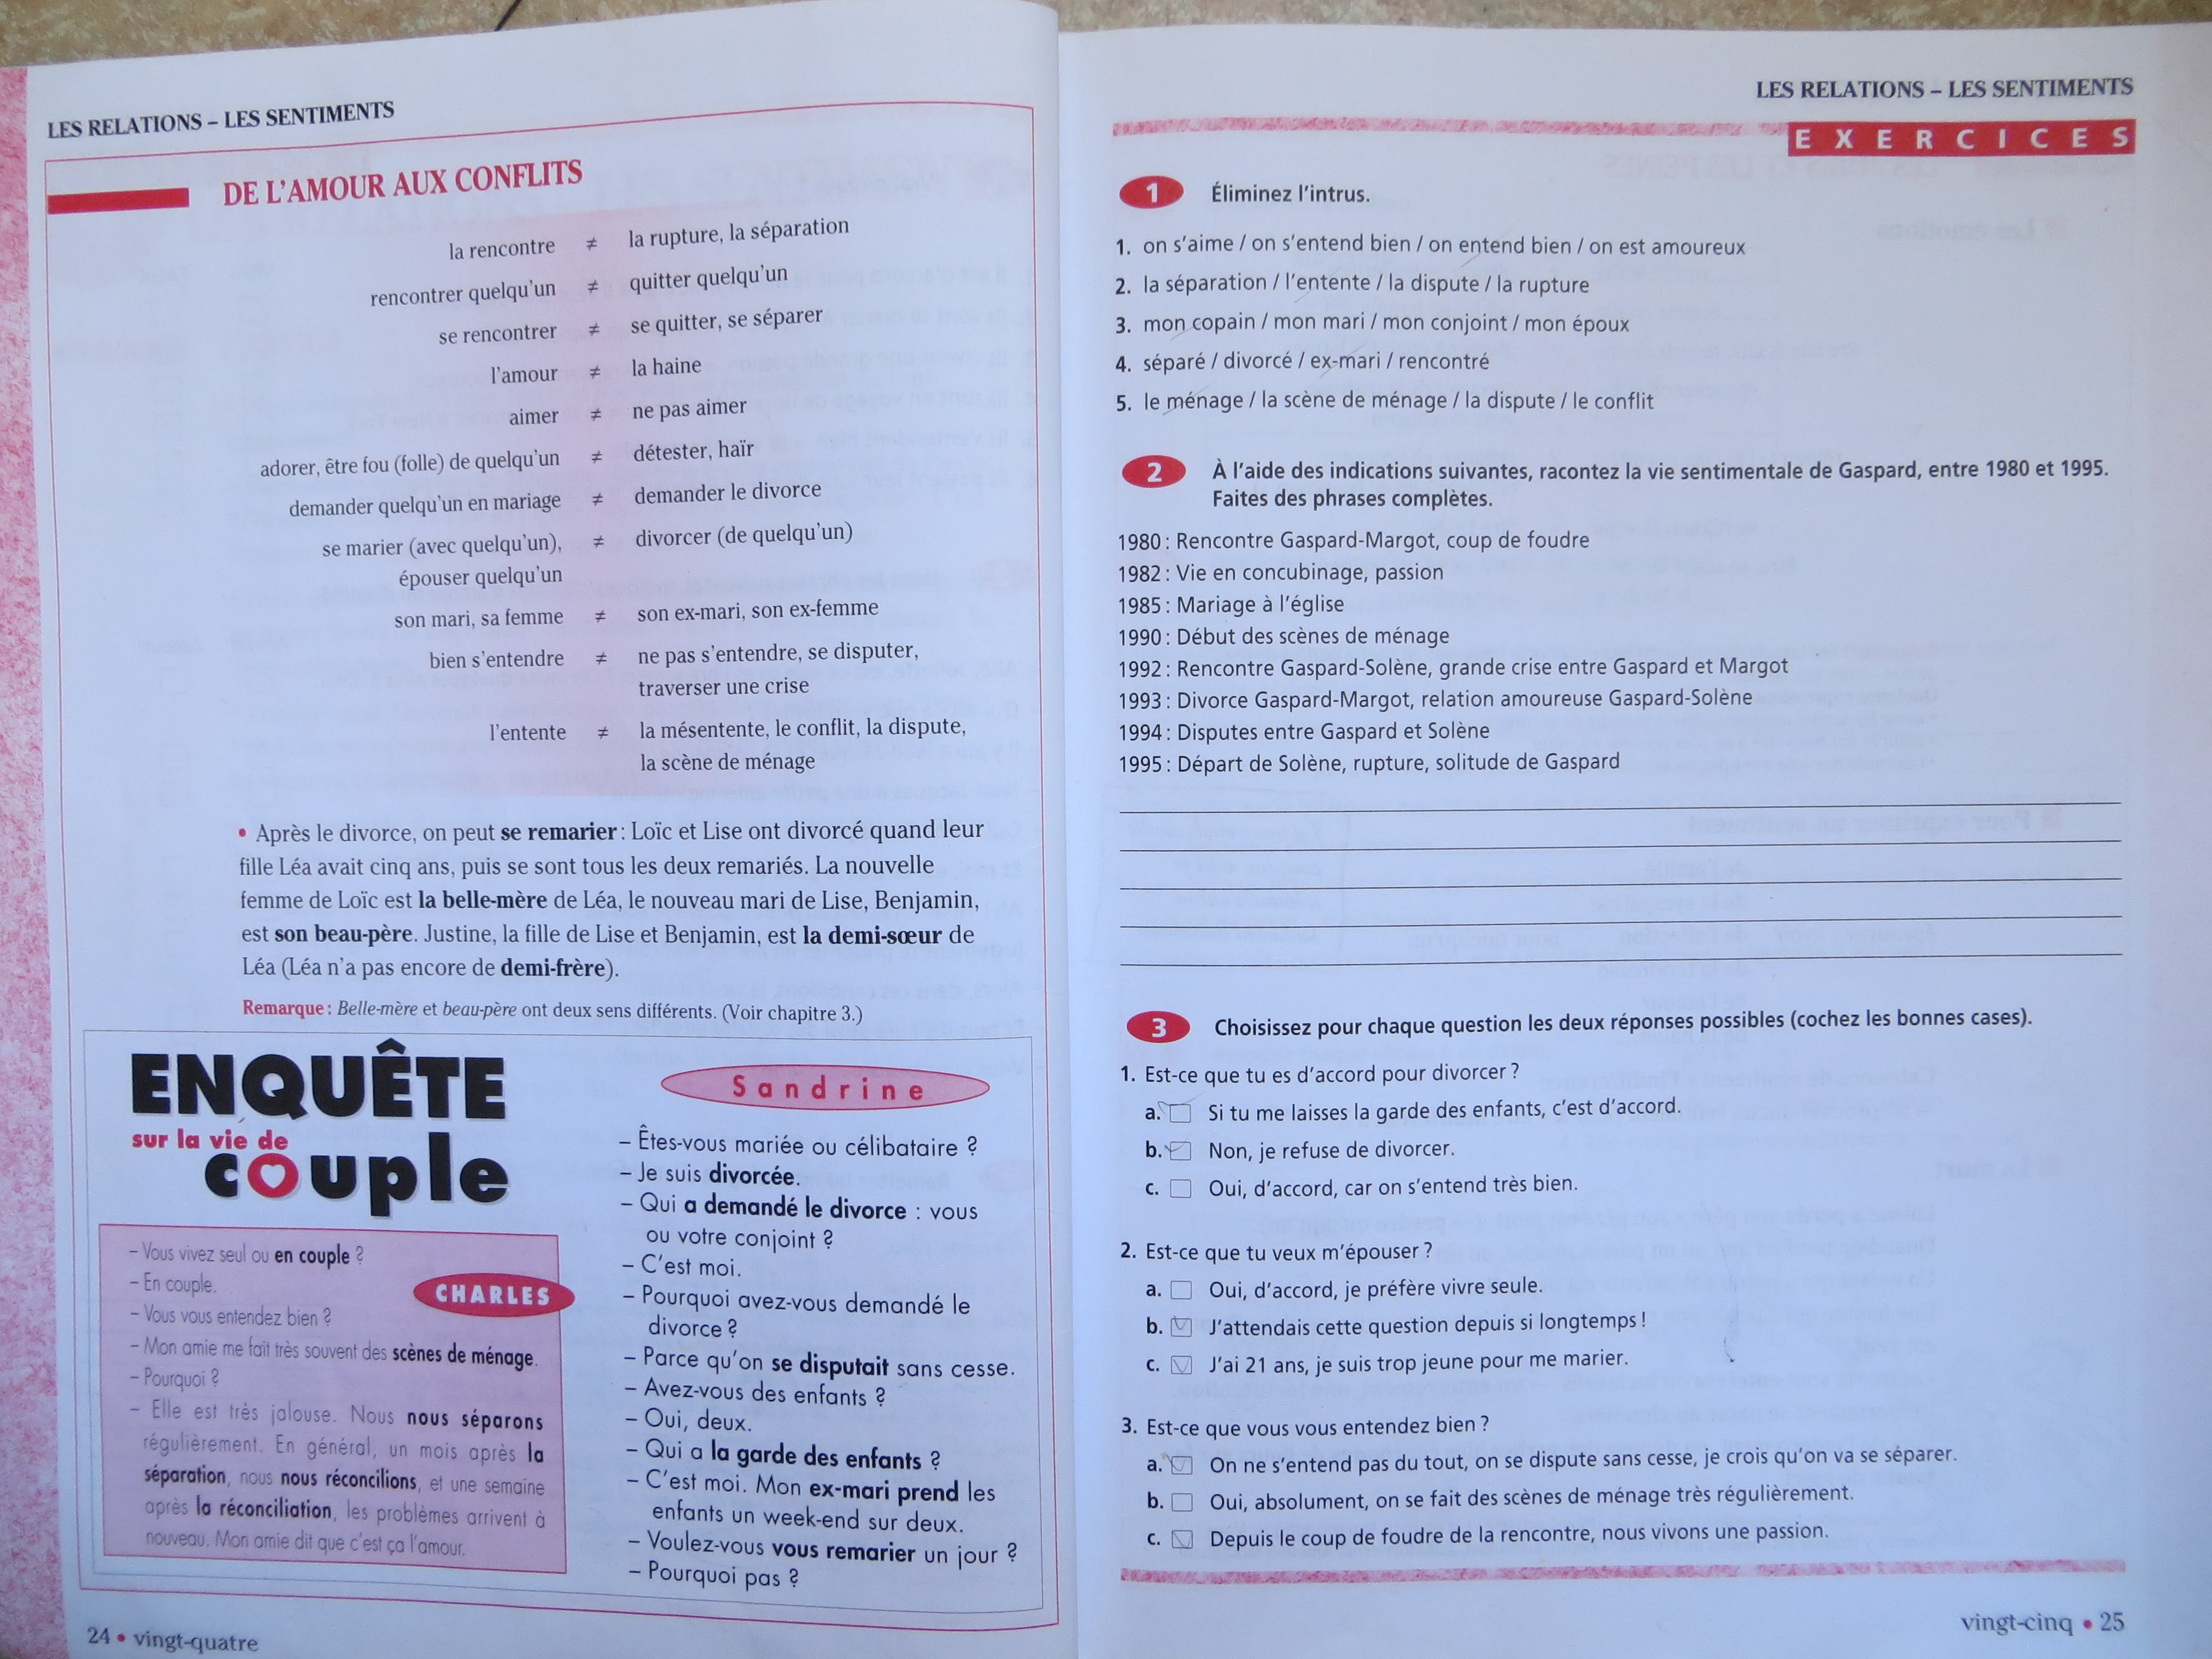 LES RELATIONS – LES SENTIMENTS
DE L'AMOUR AUX CONFLITS
la rencontre ≠ la rupture, la séparation
rencontrer quelqu'un ≠ quitter quelqu'un
se rencontrer ≠ se quitter, se séparer
l'amour ≠ la haine
aimer ≠ ne pas aimer
adorer, être fou (folle) de quelqu'un ≠ détester, haïr
demander quelqu'un en mariage ≠ demander le divorce
se marier (avec quelqu'un), ≠ divorcer (de quelqu'un)
épouser quelqu'un
son mari, sa femme ≠ son ex-mari, son ex-femme
bien s'entendre ≠ ne pas s'entendre, se disputer,
traverser une crise
l'entente ≠ la mésentente, le conflit, la dispute,
la scène de ménage
• Après le divorce, on peut se remarier : Loïc et Lise ont divorcé quand leur
fille Léa avait cinq ans, puis se sont tous les deux remariés. La nouvelle
femme de Loïc est la belle-mère de Léa, le nouveau mari de Lise, Benjamin,
est son beau-père. Justine, la fille de Lise et Benjamin, est la demi-sœur de
Léa (Léa n'a pas encore de demi-frère).
Remarque : Belle-mère et beau-père ont deux sens différents. (Voir chapitre 3.)
ENQUÊTE
sur la vie de
couple
CHARLES
– Vous vivez seul ou en couple ?
– En couple.
– Vous vous entendez bien ?
– Mon amie me fait très souvent des scènes de ménage.
– Pourquoi ?
– Elle est très jalouse. Nous nous séparons
régulièrement. En général, un mois après la
séparation, nous nous réconcilions, et une semaine
après la réconciliation, les problèmes arrivent à
nouveau. Mon amie dit que c'est ça l'amour.
Sandrine
– Êtes-vous mariée ou célibataire ?
– Je suis divorcée.
– Qui a demandé le divorce : vous
ou votre conjoint ?
– C'est moi.
– Pourquoi avez-vous demandé le
divorce ?
– Parce qu'on se disputait sans cesse.
– Avez-vous des enfants ?
– Oui, deux.
– Qui a la garde des enfants ?
– C'est moi. Mon ex-mari prend les
enfants un week-end sur deux.
– Voulez-vous vous remarier un jour ?
– Pourquoi pas ?
24 • vingt-quatre
LES RELATIONS – LES SENTIMENTS
EXERCICES
1 Éliminez l'intrus.
1. on s'aime / on s'entend bien / on entend bien / on est amoureux
2. la séparation / l'entente / la dispute / la rupture
3. mon copain / mon mari / mon conjoint / mon époux
4. séparé / divorcé / ex-mari / rencontré
5. le ménage / la scène de ménage / la dispute / le conflit
2 À l'aide des indications suivantes, racontez la vie sentimentale de Gaspard, entre 1980 et 1995.
Faites des phrases complètes.
1980 : Rencontre Gaspard-Margot, coup de foudre
1982 : Vie en concubinage, passion
1985 : Mariage à l'église
1990 : Début des scènes de ménage
1992 : Rencontre Gaspard-Solène, grande crise entre Gaspard et Margot
1993 : Divorce Gaspard-Margot, relation amoureuse Gaspard-Solène
1994 : Disputes entre Gaspard et Solène
1995 : Départ de Solène, rupture, solitude de Gaspard
3 Choisissez pour chaque question les deux réponses possibles (cochez les bonnes cases).
1. Est-ce que tu es d'accord pour divorcer ?
a. Si tu me laisses la garde des enfants, c'est d'accord.
b. Non, je refuse de divorcer.
c. Oui, d'accord, car on s'entend très bien.
2. Est-ce que tu veux m'épouser ?
a. Oui, d'accord, je préfère vivre seule.
b. J'attendais cette question depuis si longtemps !
c. J'ai 21 ans, je suis trop jeune pour me marier.
3. Est-ce que vous vous entendez bien ?
a. On ne s'entend pas du tout, on se dispute sans cesse, je crois qu'on va se séparer.
b. Oui, absolument, on se fait des scènes de ménage très régulièrement.
c. Depuis le coup de foudre de la rencontre, nous vivons une passion.
vingt-cinq • 25